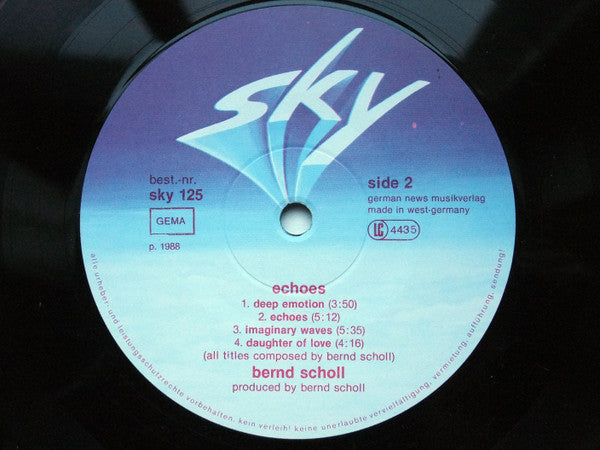 sky
best.-nr.
sky 125
GEMA
p. 1988
side 2
german news musikverlag
made in west-germany
LC 4435
echoes
1. deep emotion (3:50)
2. echoes (5:12)
3. imaginary waves (5:35)
4. daughter of love (4:16)
(all titles composed by bernd scholl)
bernd scholl
produced by bernd scholl
alle urheber- und leistungsschutzrechte vorbehalten. kein verleih! keine unerlaubte vervielfältigung, vermietung, aufführung, sendung!